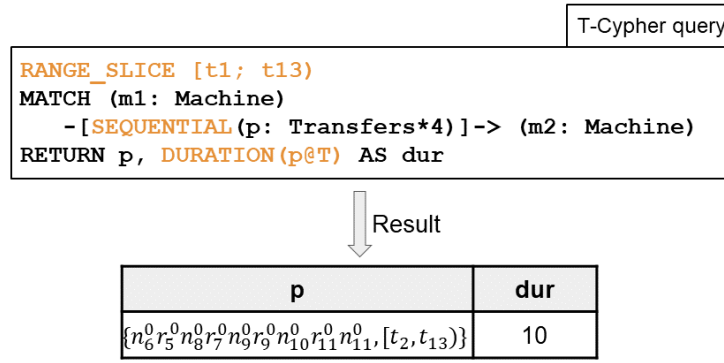 T-Cypher query
RANGE_SLICE [t1; t13)
MATCH (m1: Machine)
-[SEQUENTIAL(p: Transfers*4)]-> (m2: Machine)
RETURN p, DURATION(p@T) AS dur
Result
p dur
{n₆⁰r₅⁰n₈⁰r₇⁰n₉⁰r₉⁰n₁₀⁰r₁₁⁰n₁₁⁰,[t₂,t₁₃)} 10